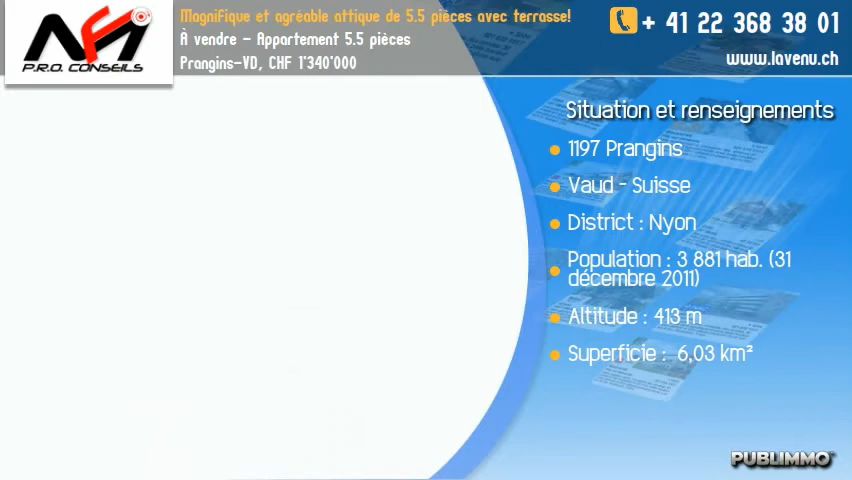 AFI
P.R.O. CONSEILS
Magnifique et agréable attique de 5.5 pièces avec terrasse!
À vendre - Appartement 5.5 pièces
Prangins-VD, CHF 1'340'000
+ 41 22 368 38 01
www.lavenu.ch
Situation et renseignements
1197 Prangins
Vaud - Suisse
District : Nyon
Population : 3 881 hab. (31
décembre 2011)
Altitude : 413 m
Superficie : 6,03 km²
PUBLIMMO